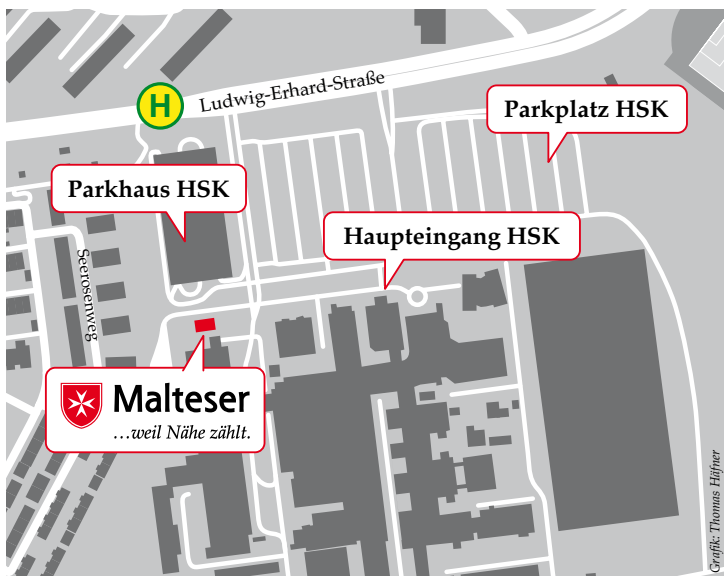 H
Ludwig-Erhard-Straße
Parkplatz HSK
Parkhaus HSK
Haupteingang HSK
Seerosenweg
Malteser
...weil Nähe zählt.
Grafik: Thomas Häfner